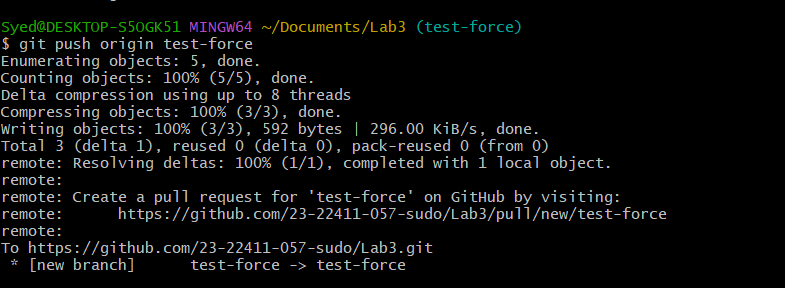 Syed@DESKTOP-S5OGK51 MINGW64 ~/Documents/Lab3 (test-force)
$ git push origin test-force
Enumerating objects: 5, done.
Counting objects: 100% (5/5), done.
Delta compression using up to 8 threads
Compressing objects: 100% (3/3), done.
Writing objects: 100% (3/3), 592 bytes | 296.00 KiB/s, done.
Total 3 (delta 1), reused 0 (delta 0), pack-reused 0 (from 0)
remote: Resolving deltas: 100% (1/1), completed with 1 local object.
remote:
remote: Create a pull request for 'test-force' on GitHub by visiting:
remote:      https://github.com/23-22411-057-sudo/Lab3/pull/new/test-force
remote:
To https://github.com/23-22411-057-sudo/Lab3.git
 * [new branch]      test-force -> test-force